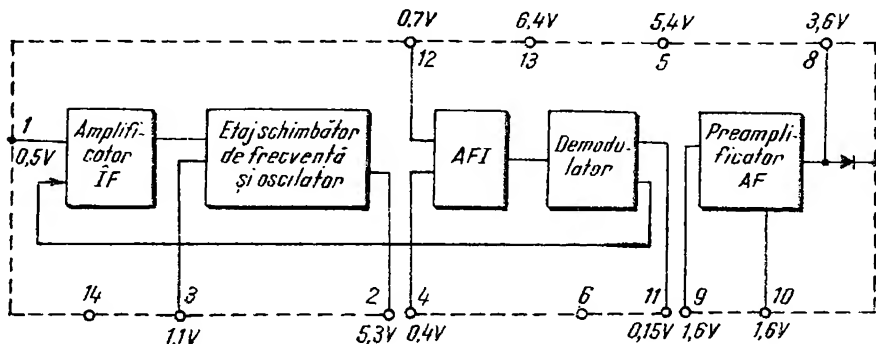 0,7V 6,4V 5,4V 3,6V
12 13 5 8
1
0,5V
Amplifi-
cator
ÎF
Etaj schimbător
de frecvență
și oscilator
AFI
Demodu-
lator
Preampli-
ficator
AF
14 3 2 4 6 11 9 10
1,1V 5,3V 0,4V 0,15V 1,6V 1,6V